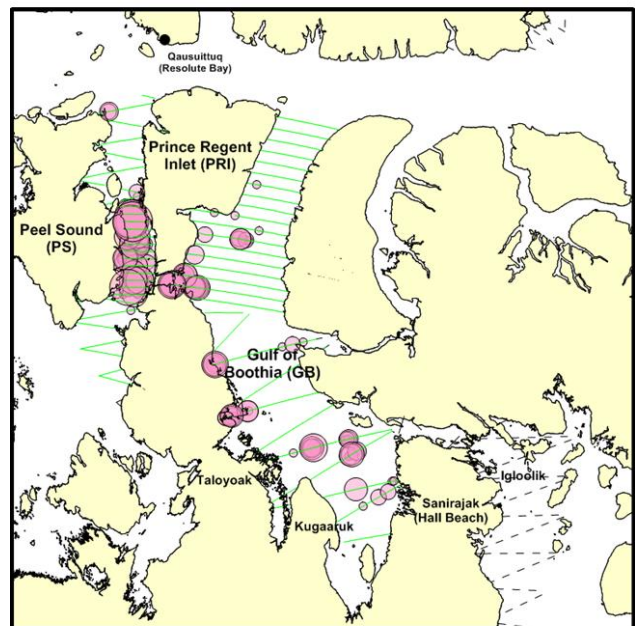 Qausuittuq
(Resolute Bay)
Prince Regent
Inlet (PRI)
Peel Sound
(PS)
Gulf of
Boothia (GB)
Taloyoak
Kugaaruk
Igloolik
Sanirajak
(Hall Beach)